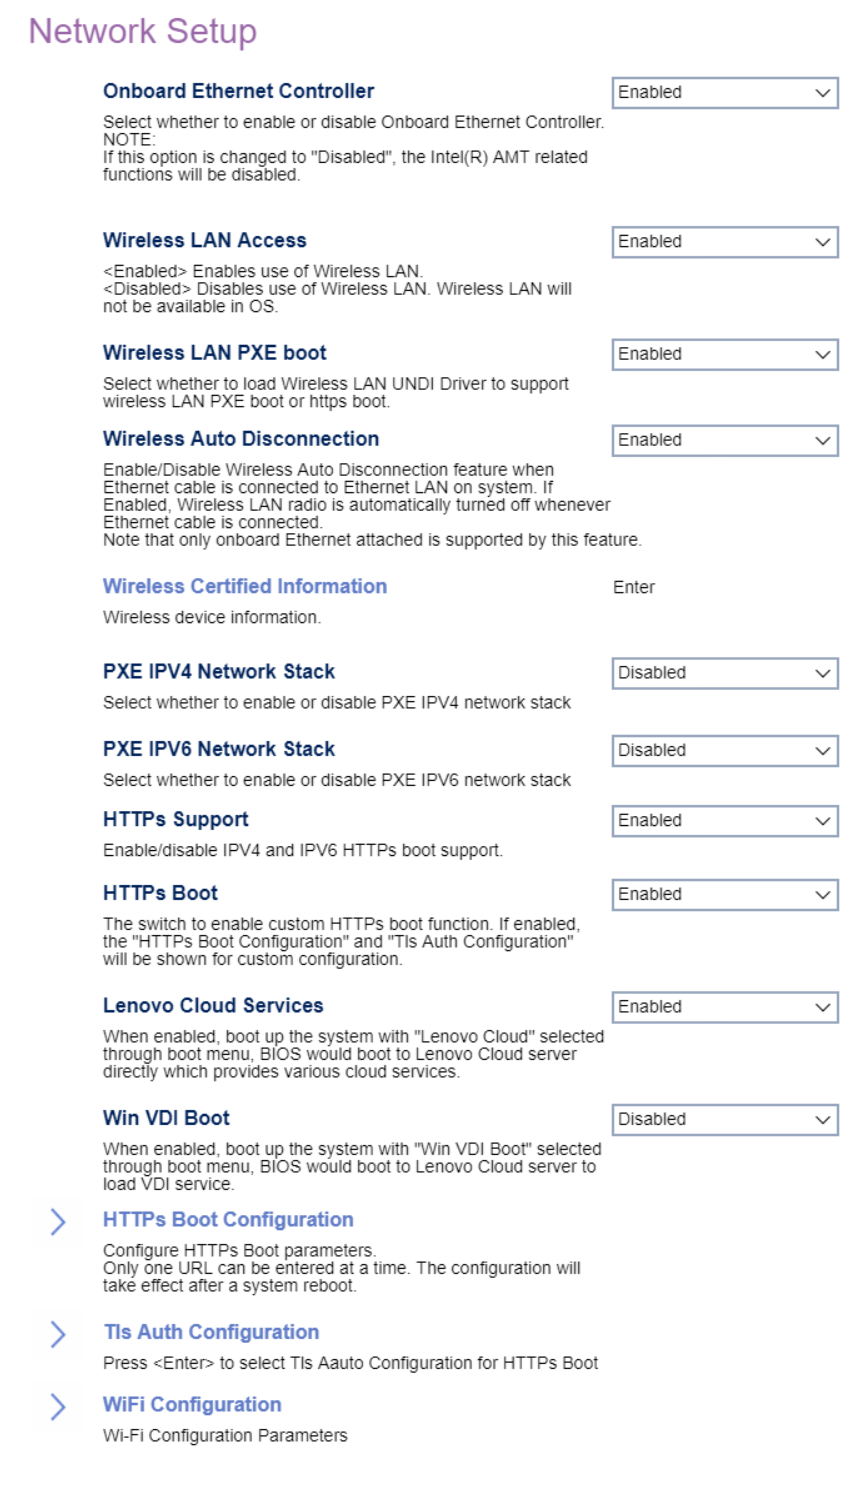 Network Setup
Onboard Ethernet Controller
Enabled
Select whether to enable or disable Onboard Ethernet Controller.
NOTE:
If this option is changed to "Disabled", the Intel(R) AMT related
functions will be disabled.
Wireless LAN Access
Enabled
<Enabled> Enables use of Wireless LAN.
<Disabled> Disables use of Wireless LAN. Wireless LAN will
not be available in OS.
Wireless LAN PXE boot
Enabled
Select whether to load Wireless LAN UNDI Driver to support
wireless LAN PXE boot or https boot.
Wireless Auto Disconnection
Enabled
Enable/Disable Wireless Auto Disconnection feature when
Ethernet cable is connected to Ethernet LAN on system. If
Enabled, Wireless LAN radio is automatically turned off whenever
Ethernet cable is connected.
Note that only onboard Ethernet attached is supported by this feature.
Wireless Certified Information
Enter
Wireless device information.
PXE IPV4 Network Stack
Disabled
Select whether to enable or disable PXE IPV4 network stack
PXE IPV6 Network Stack
Disabled
Select whether to enable or disable PXE IPV6 network stack
HTTPs Support
Enabled
Enable/disable IPV4 and IPV6 HTTPs boot support.
HTTPs Boot
Enabled
The switch to enable custom HTTPs boot function. If enabled,
the "HTTPs Boot Configuration" and "Tls Auth Configuration"
will be shown for custom configuration.
Lenovo Cloud Services
Enabled
When enabled, boot up the system with "Lenovo Cloud" selected
through boot menu, BIOS would boot to Lenovo Cloud server
directly which provides various cloud services.
Win VDI Boot
Disabled
When enabled, boot up the system with "Win VDI Boot" selected
through boot menu, BIOS would boot to Lenovo Cloud server to
load VDI service.
HTTPs Boot Configuration
Configure HTTPs Boot parameters.
Only one URL can be entered at a time. The configuration will
take effect after a system reboot.
Tls Auth Configuration
Press <Enter> to select Tls Aauto Configuration for HTTPs Boot
WiFi Configuration
Wi-Fi Configuration Parameters